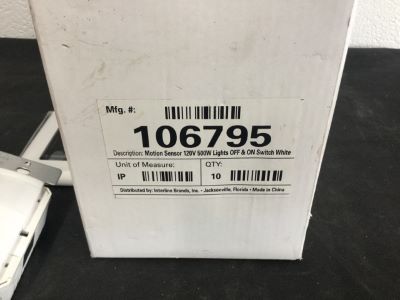 Mfg. #:
106795
Description: Motion Sensor 120V 500W Lights OFF & ON Switch White
Unit of Measure: QTY:
IP 10
Distributed by: Interline Brands, Inc. - Jacksonville, Florida - Made in China